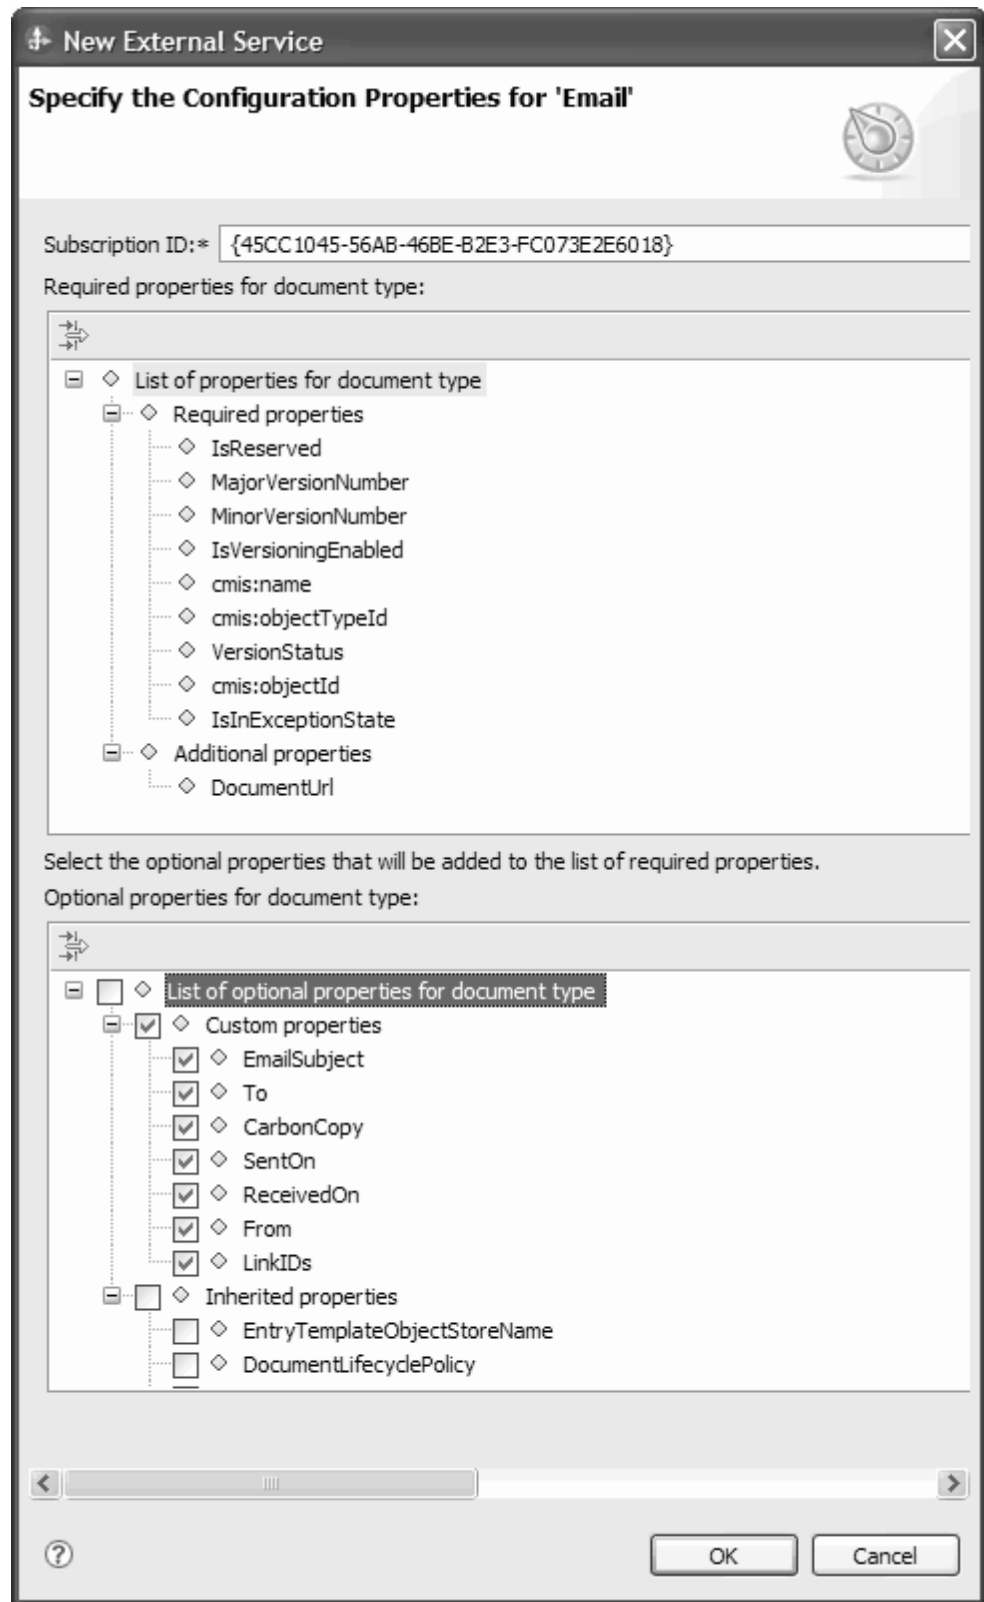 New External Service
Specify the Configuration Properties for 'Email'
Subscription ID:* {45CC1045-56AB-46BE-B2E3-FC073E2E6018}
Required properties for document type:
List of properties for document type
Required properties
IsReserved
MajorVersionNumber
MinorVersionNumber
IsVersioningEnabled
cmis:name
cmis:objectTypeId
VersionStatus
cmis:objectId
IsInExceptionState
Additional properties
DocumentUrl
Select the optional properties that will be added to the list of required properties.
Optional properties for document type:
List of optional properties for document type
Custom properties
EmailSubject
To
CarbonCopy
SentOn
ReceivedOn
From
LinkIDs
Inherited properties
EntryTemplateObjectStoreName
DocumentLifecyclePolicy
OK Cancel